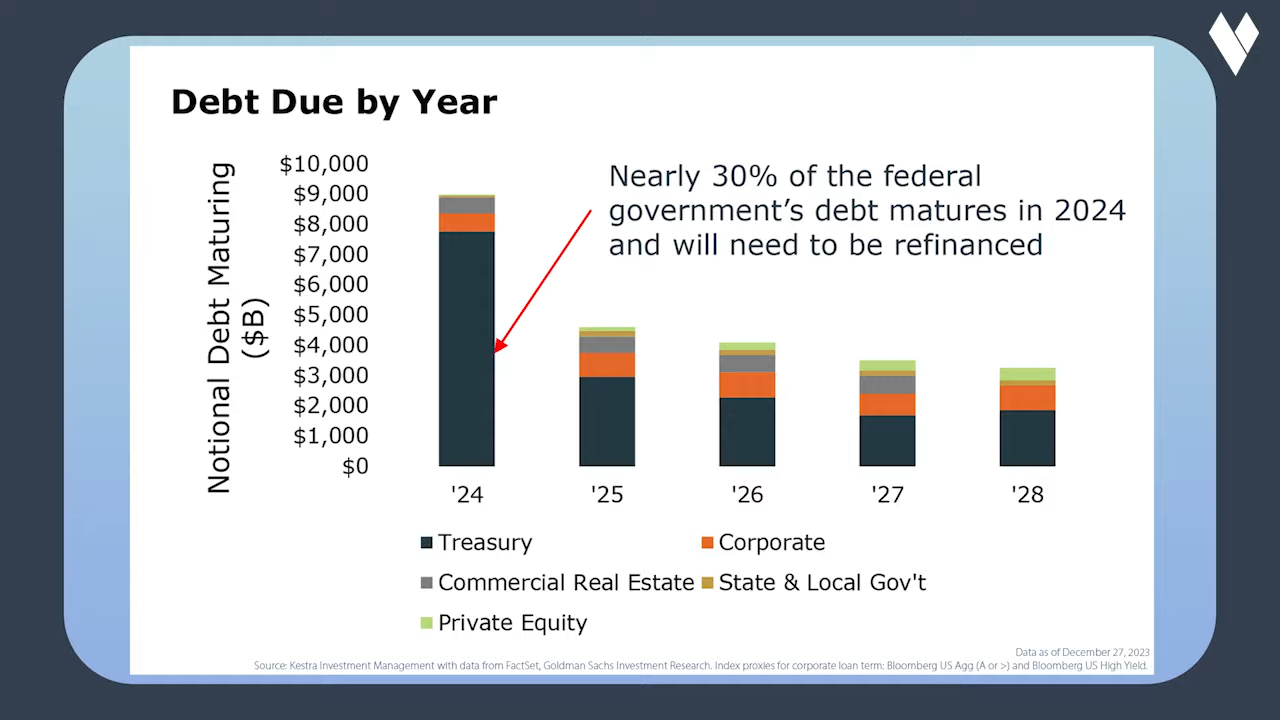 Debt Due by Year
Notional Debt Maturing
($B)
$10,000
$9,000
$8,000
$7,000
$6,000
$5,000
$4,000
$3,000
$2,000
$1,000
$0
Nearly 30% of the federal
government's debt matures in 2024
and will need to be refinanced
'24 '25 '26 '27 '28
Treasury Corporate
Commercial Real Estate State & Local Gov't
Private Equity
Data as of December 27, 2023
Source: Kestra Investment Management with data from FactSet, Goldman Sachs Investment Research. Index proxies for corporate loan term: Bloomberg US Agg (A or >) and Bloomberg US High Yield.